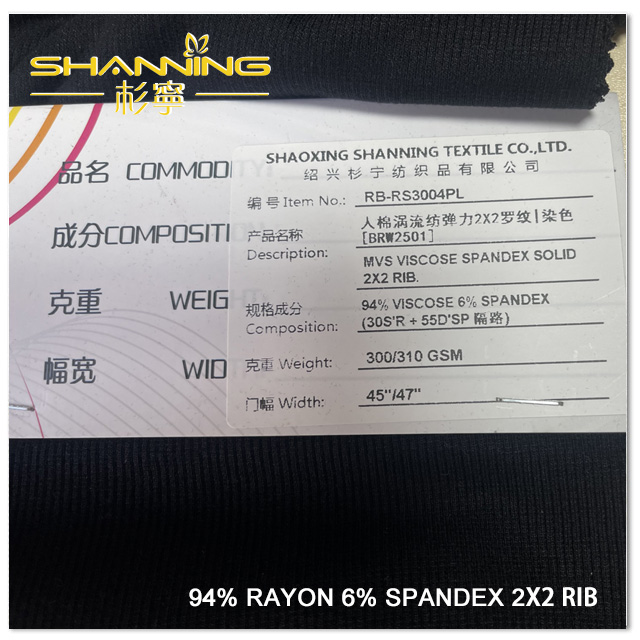 SHANNING
杉寧
SHAOXING SHANNING TEXTILE CO.,LTD.
绍兴杉宁纺织品有限公司
品名 COMMODITY:
编号 Item No.: RB-RS3004PL
成分COMPOSITI
产品名称 人棉涡流纺弹力2X2罗纹|染色
[BRW2501]
Description: MVS VISCOSE SPANDEX SOLID
2X2 RIB.
克重 WEIGH
规格成分 94% VISCOSE 6% SPANDEX
Composition: (30S'R + 55D'SP 隔路)
幅宽 WID
克重 Weight: 300/310 GSM
门幅 Width: 45"/47"
94% RAYON 6% SPANDEX 2X2 RIB